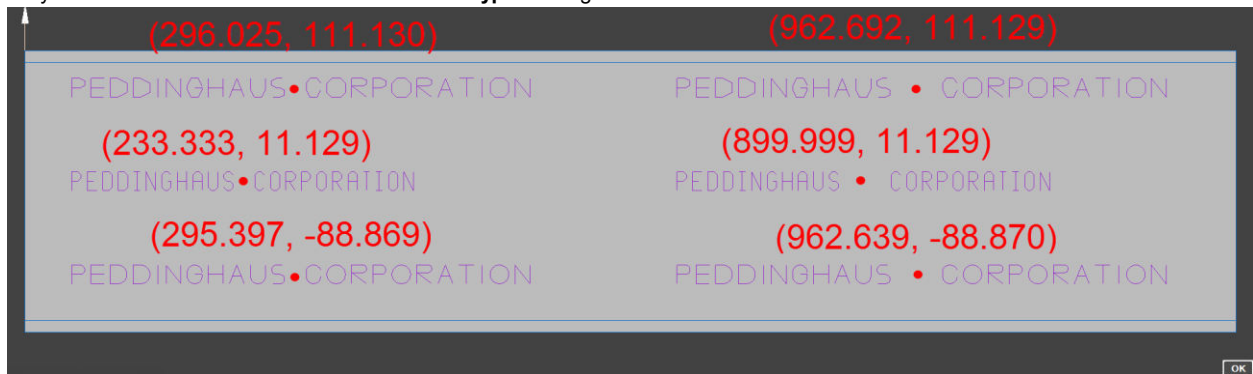 (296.025, 111.130) (962.692, 111.129)
PEDDINGHAUS•CORPORATION PEDDINGHAUS • CORPORATION
(233.333, 11.129) (899.999, 11.129)
PEDDINGHAUS•CORPORATION PEDDINGHAUS • CORPORATION
(295.397, -88.869) (962.639, -88.870)
PEDDINGHAUS•CORPORATION PEDDINGHAUS • CORPORATION
OK